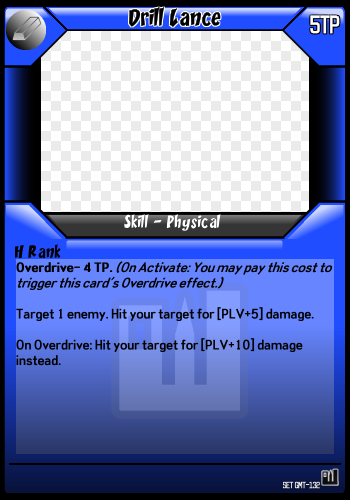 Drill Lance
5TP
Skill - Physical
H Rank
Overdrive- 4 TP. (On Activate: You may pay this cost to
trigger this card's Overdrive effect.)
Target 1 enemy. Hit your target for [PLV+5] damage.
On Overdrive: Hit your target for [PLV+10] damage
instead.
SET GMT-132